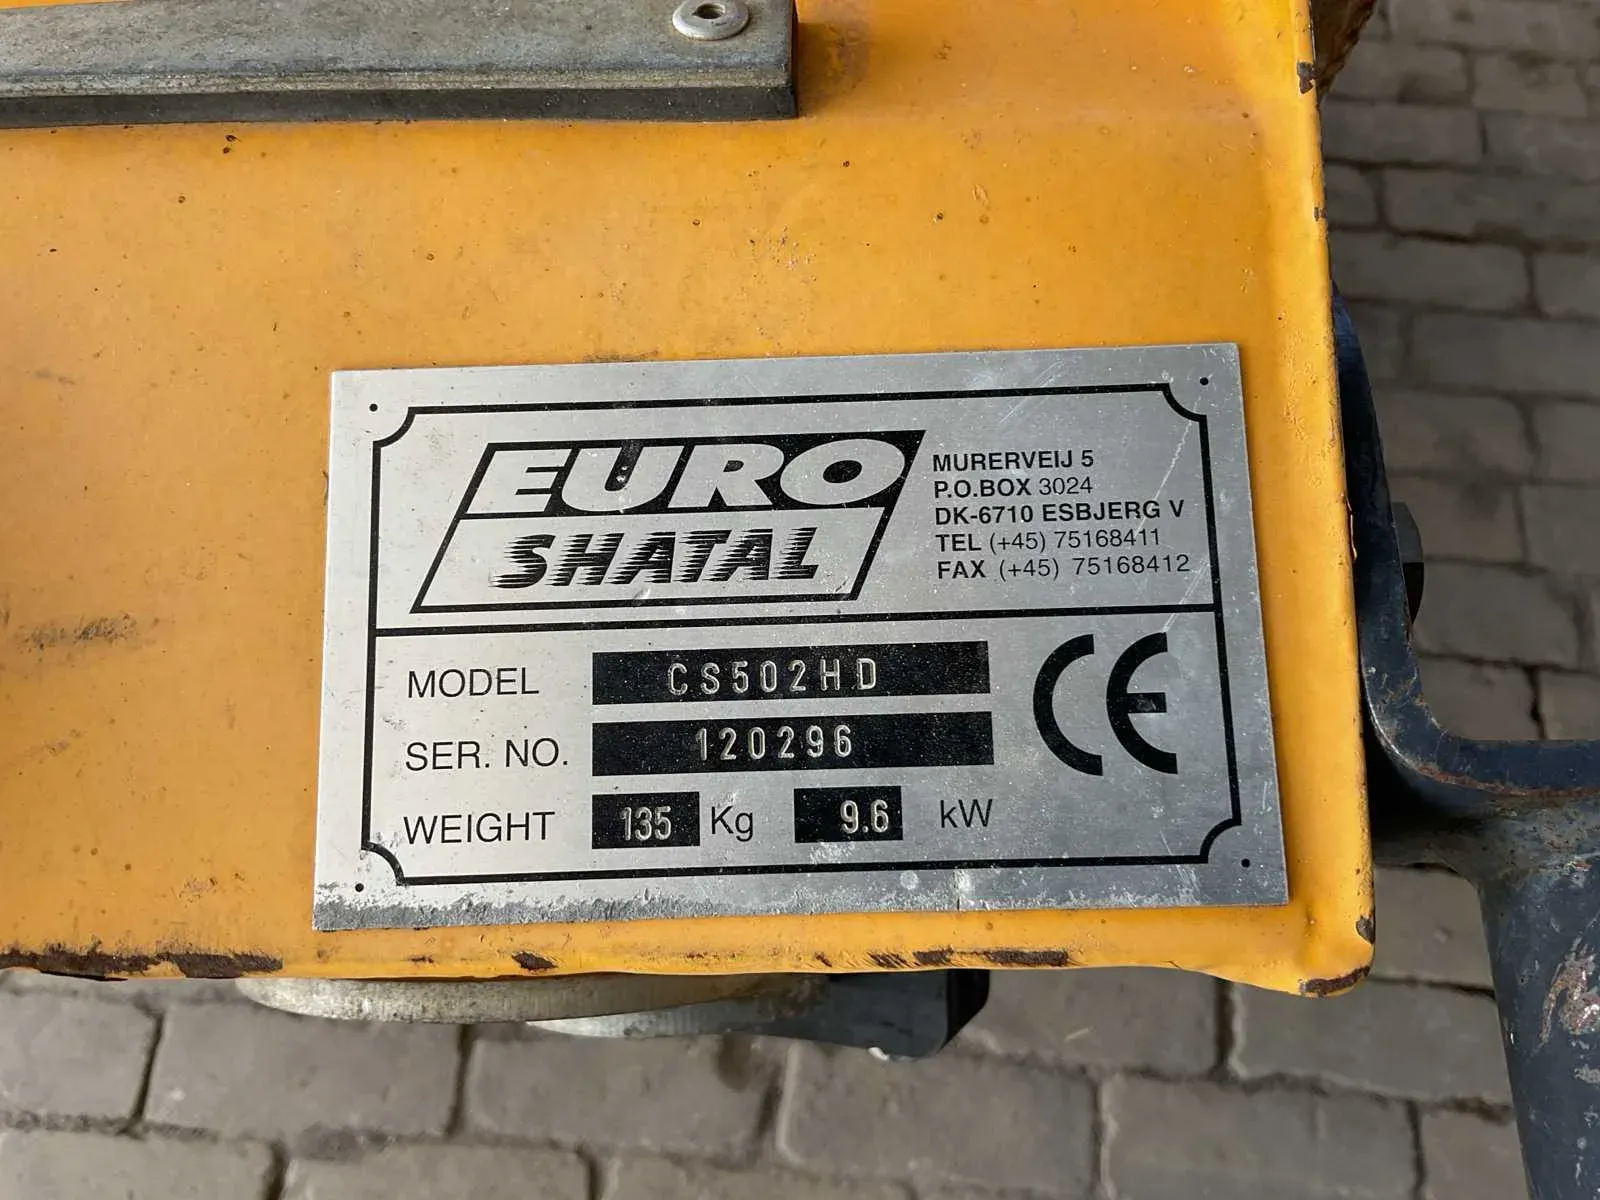 EURO
SHATAL
MURERVEIJ 5
P.O.BOX 3024
DK-6710 ESBJERG V
TEL (+45) 75168411
FAX (+45) 75168412
MODEL CS502HD
SER. NO. 120296
WEIGHT 135 Kg 9.6 kW
CE